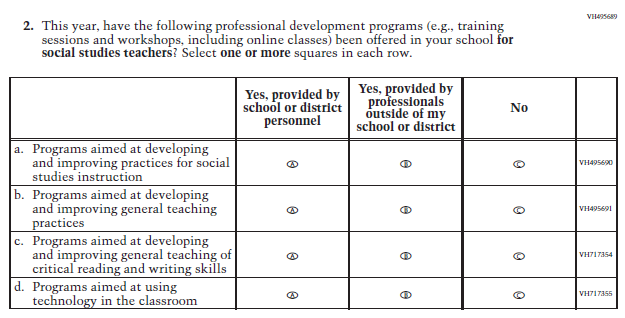 VH495689
2. This year, have the following professional development programs (e.g., training
sessions and workshops, including online classes) been offered in your school for
social studies teachers? Select one or more squares in each row.
Yes, provided by
school or district
personnel
Yes, provided by
professionals
outside of my
school or district
No
a. Programs aimed at developing
and improving practices for social
studies instruction
A B C VH495690
b. Programs aimed at developing
and improving general teaching
practices
A B C VH495691
c. Programs aimed at developing
and improving general teaching of
critical reading and writing skills
A B C VH717354
d. Programs aimed at using
technology in the classroom
A B C VH717355